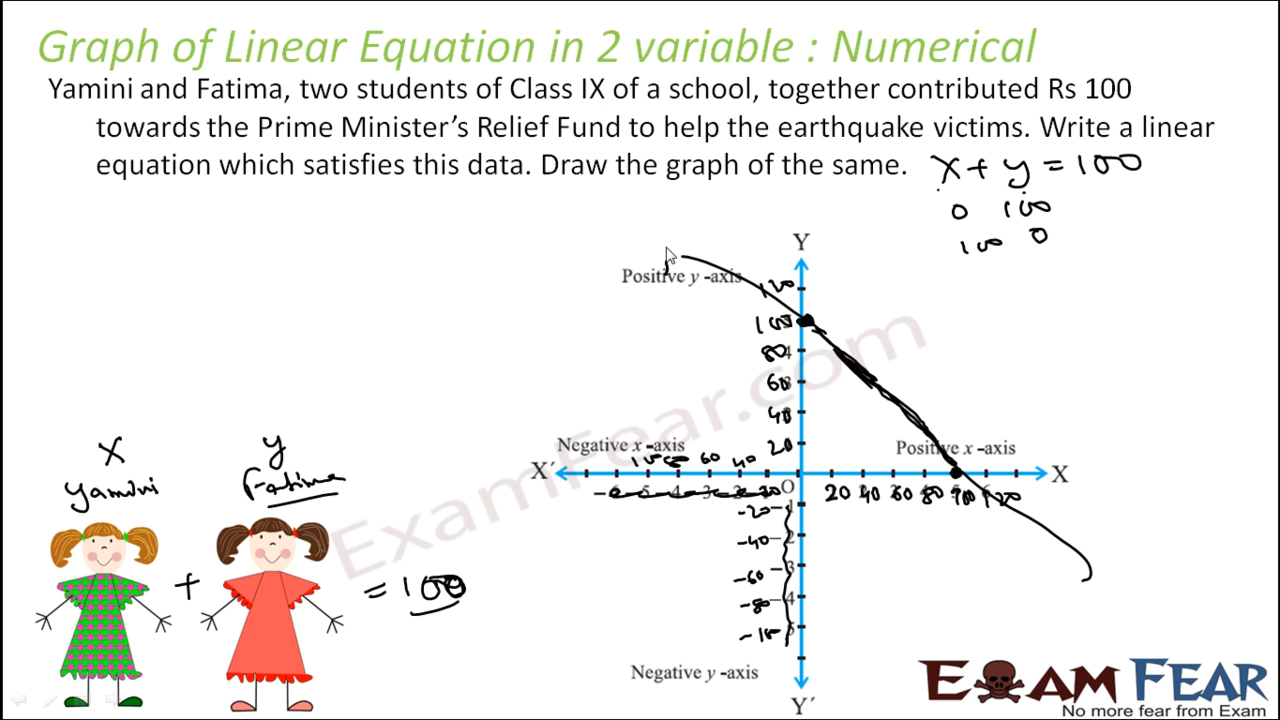 Graph of Linear Equation in 2 variable : Numerical
Yamini and Fatima, two students of Class IX of a school, together contributed Rs 100
towards the Prime Minister's Relief Fund to help the earthquake victims. Write a linear
equation which satisfies this data. Draw the graph of the same.
x + y = 100
0 100
100 0
Y
Positive y -axis
120
100
80
60
40
20
Negative x -axis
Positive x -axis
X′
X
60 40
O
20 40 60 80 100 120
-20
-40
-60
-80
Negative y -axis
Y′
x
y
Yamini
Fatima
+
= 100
ExamFear.com
EXAM FEAR
No more fear from Exam